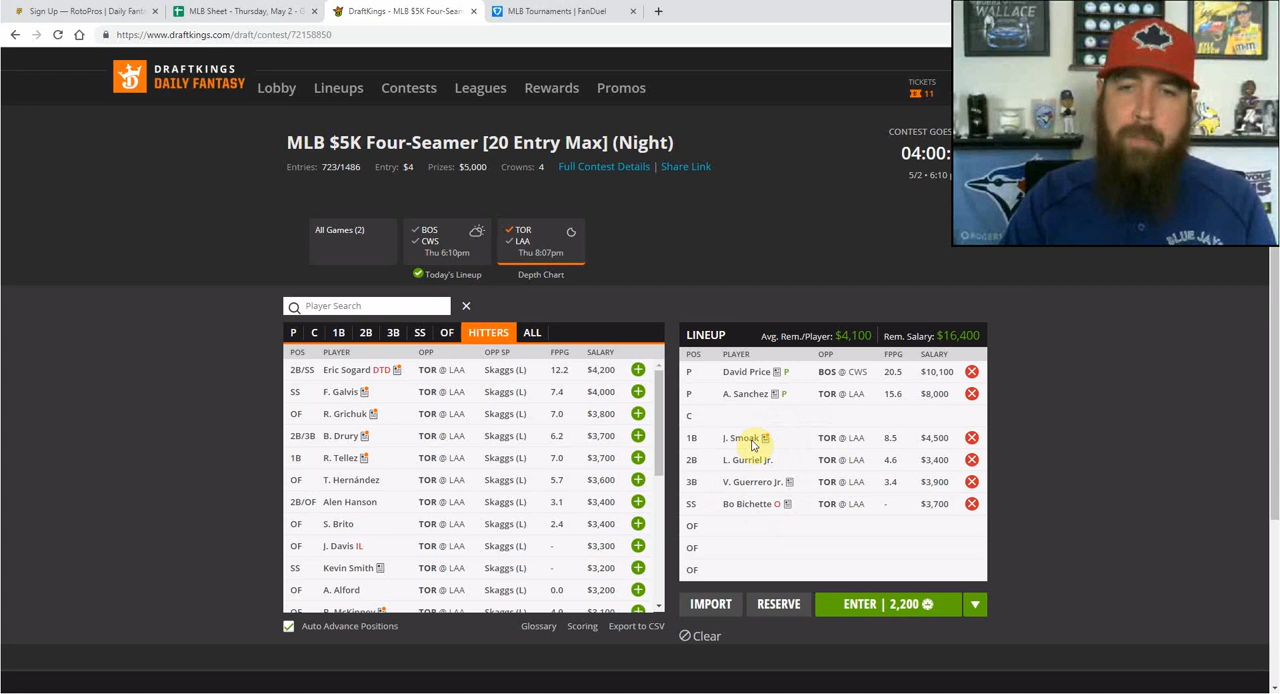 Sign Up — RotoPros | Daily Fant
MLB Sheet - Thursday, May 2 - G
DraftKings - MLB $5K Four-Seam
MLB Tournaments | FanDuel
https://www.draftkings.com/draft/contest/72158850
DRAFTKINGS
DAILY FANTASY
Lobby Lineups Contests Leagues Rewards Promos
TICKETS
11
MLB $5K Four-Seamer [20 Entry Max] (Night)
CONTEST GOES
Entries: 723/1486 Entry: $4 Prizes: $5,000 Crowns: 4 Full Contest Details | Share Link
04:00:
5/2 • 6:10 p
All Games (2)
BOS
CWS
Thu 6:10pm
TOR
LAA
Thu 8:07pm
Today's Lineup
Depth Chart
Player Search
P C 1B 2B 3B SS OF HITTERS ALL
POS PLAYER OPP OPP SP FPPG SALARY
2B/SS Eric Sogard DTD TOR @ LAA Skaggs (L) 12.2 $4,200
SS F. Galvis TOR @ LAA Skaggs (L) 7.4 $4,000
OF R. Grichuk TOR @ LAA Skaggs (L) 7.0 $3,800
2B/3B B. Drury TOR @ LAA Skaggs (L) 6.2 $3,700
1B R. Tellez TOR @ LAA Skaggs (L) 7.0 $3,700
OF T. Hernández TOR @ LAA Skaggs (L) 5.7 $3,600
2B/OF Alen Hanson TOR @ LAA Skaggs (L) 3.1 $3,400
OF S. Brito TOR @ LAA Skaggs (L) 2.4 $3,400
OF J. Davis IL TOR @ LAA Skaggs (L) - $3,300
SS Kevin Smith TOR @ LAA Skaggs (L) - $3,200
OF A. Alford TOR @ LAA Skaggs (L) 0.0 $3,200
Auto Advance Positions
Glossary Scoring Export to CSV
LINEUP Avg. Rem./Player: $4,100 Rem. Salary: $16,400
POS PLAYER OPP FPPG SALARY
P David Price P BOS @ CWS 20.5 $10,100
P A. Sanchez P TOR @ LAA 15.6 $8,000
C
1B J. Smoak TOR @ LAA 8.5 $4,500
2B L. Gurriel Jr. TOR @ LAA 4.6 $3,400
3B V. Guerrero Jr. TOR @ LAA 3.4 $3,900
SS Bo Bichette O TOR @ LAA - $3,700
OF
OF
OF
IMPORT RESERVE ENTER | 2,200
Clear
ROGERS
BLUE JAYS